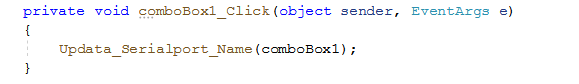 private void comboBox1_Click(object sender, EventArgs e)
{
Updata_Serialport_Name(comboBox1);
}